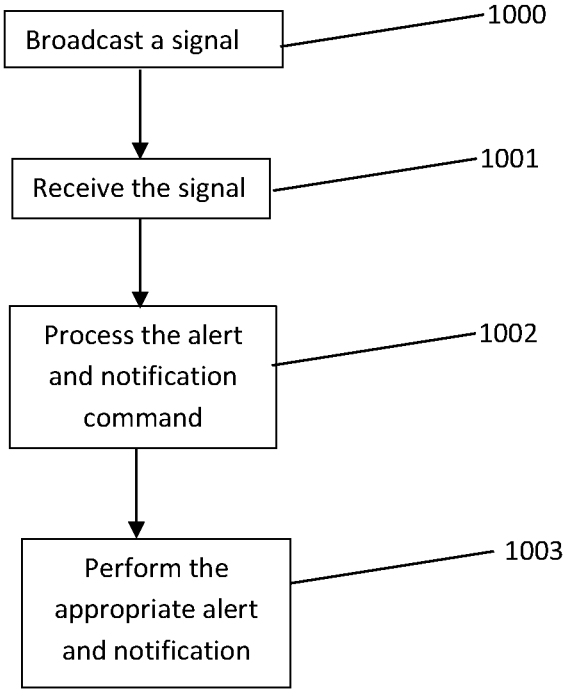 Broadcast a signal
1000
Receive the signal
1001
Process the alert
and notification
command
1002
Perform the
appropriate alert
and notification
1003